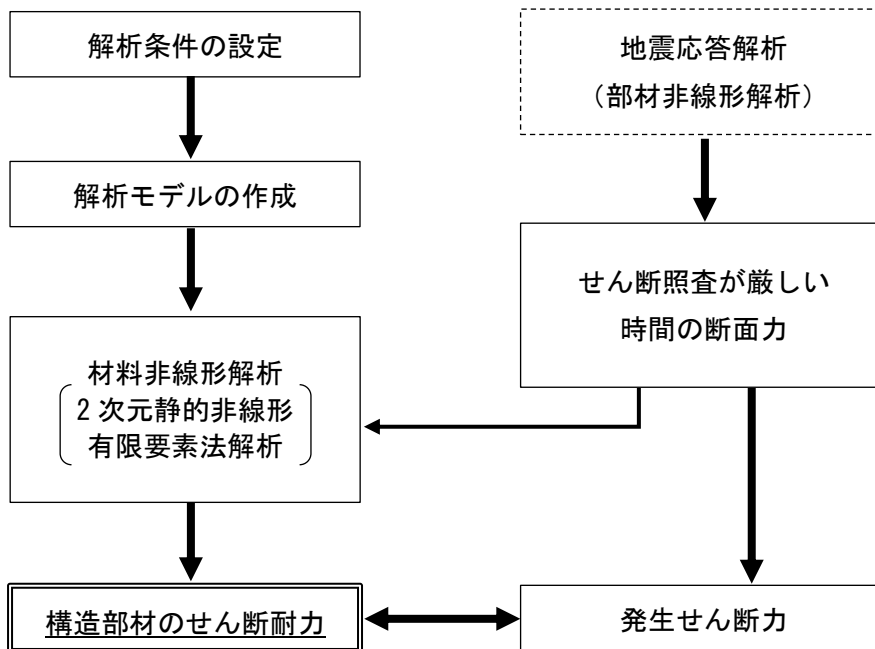 解析条件の設定
地震応答解析
（部材非線形解析）
解析モデルの作成
せん断照査が厳しい
時間の断面力
材料非線形解析
2 次元静的非線形
有限要素法解析
構造部材のせん断耐力
発生せん断力